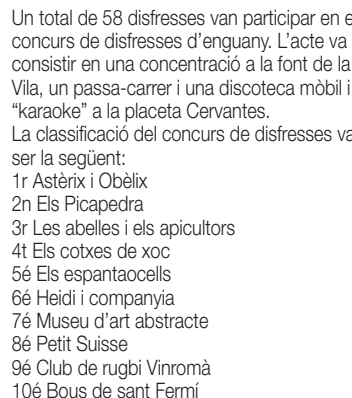 Un total de 58 disfresses van participar en e
concurs de disfresses d’enguany. L’acte va
consistir en una concentració a la font de la
Vila, un passa-carrer i una discoteca mòbil i
“karaoke” a la placeta Cervantes.
La classificació del concurs de disfresses va
ser la següent:
1r Astèrix i Obèlix
2n Els Picapedra
3r Les abelles i els apicultors
4t Els cotxes de xoc
5é Els espantaocells
6é Heidi i companyia
7é Museu d’art abstracte
8é Petit Suisse
9é Club de rugbi Vinromà
10é Bous de sant Fermí